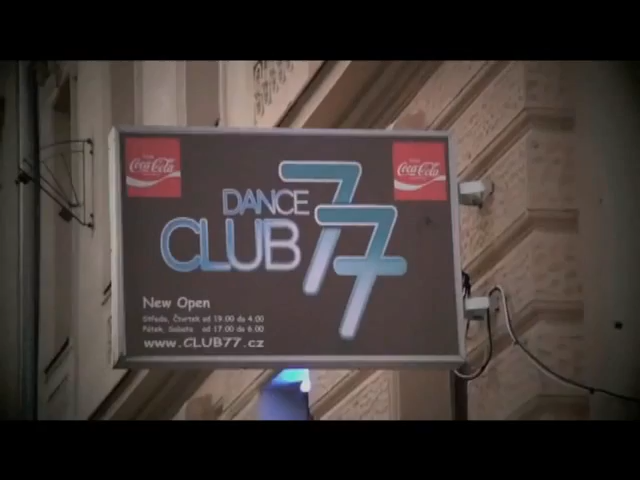 Enjoy Coca-Cola
Coca-Cola
DANCE
CLUB 77
New Open
Středa, Čtvrtek od 19.00 do 4.00
Pátek, Sobota od 17.00 do 6.00
www.CLUB77.cz